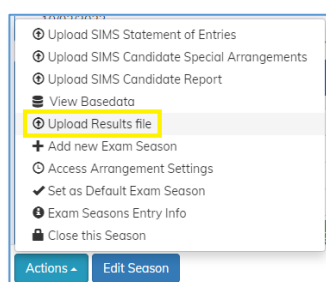 Upload SIMS Statement of Entries
Upload SIMS Candidate Special Arrangements
Upload SIMS Candidate Report
View Basedata
Upload Results file
Add new Exam Season
Access Arrangement Settings
Set as Default Exam Season
Exam Seasons Entry Info
Close this Season
Actions
Edit Season